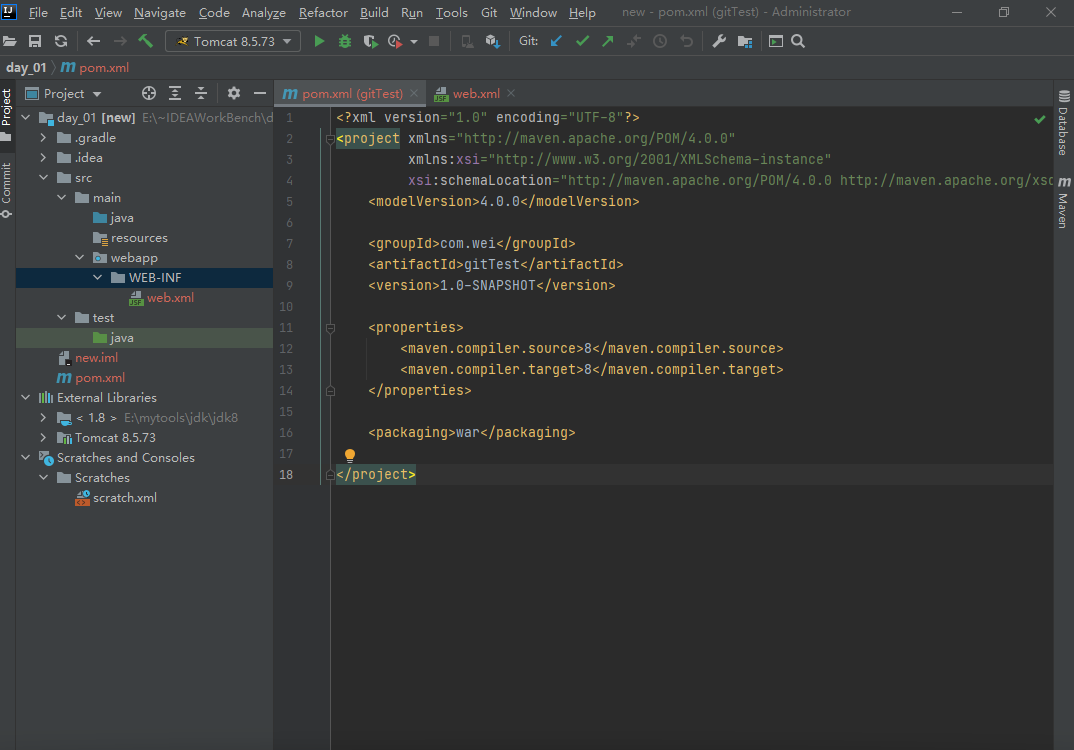 File Edit View Navigate Code Analyze Refactor Build Run Tools Git Window Help new - pom.xml (gitTest) - Administrator
Tomcat 8.5.73 Git:
day_01 pom.xml
Project
pom.xml (gitTest) web.xml
Project
Commit
day_01 [new] E:\~IDEAWorkBench\d
.gradle
.idea
src
main
java
resources
webapp
WEB-INF
web.xml
test
java
new.iml
pom.xml
External Libraries
< 1.8 > E:\mytools\jdk\jdk8
Tomcat 8.5.73
Scratches and Consoles
Scratches
scratch.xml
1 <?xml version="1.0" encoding="UTF-8"?>
2 <project xmlns="http://maven.apache.org/POM/4.0.0"
3 xmlns:xsi="http://www.w3.org/2001/XMLSchema-instance"
4 xsi:schemaLocation="http://maven.apache.org/POM/4.0.0 http://maven.apache.org/xsd
5 <modelVersion>4.0.0</modelVersion>
6
7 <groupId>com.wei</groupId>
8 <artifactId>gitTest</artifactId>
9 <version>1.0-SNAPSHOT</version>
10
11 <properties>
12 <maven.compiler.source>8</maven.compiler.source>
13 <maven.compiler.target>8</maven.compiler.target>
14 </properties>
15
16 <packaging>war</packaging>
17
18 </project>
Database
Maven